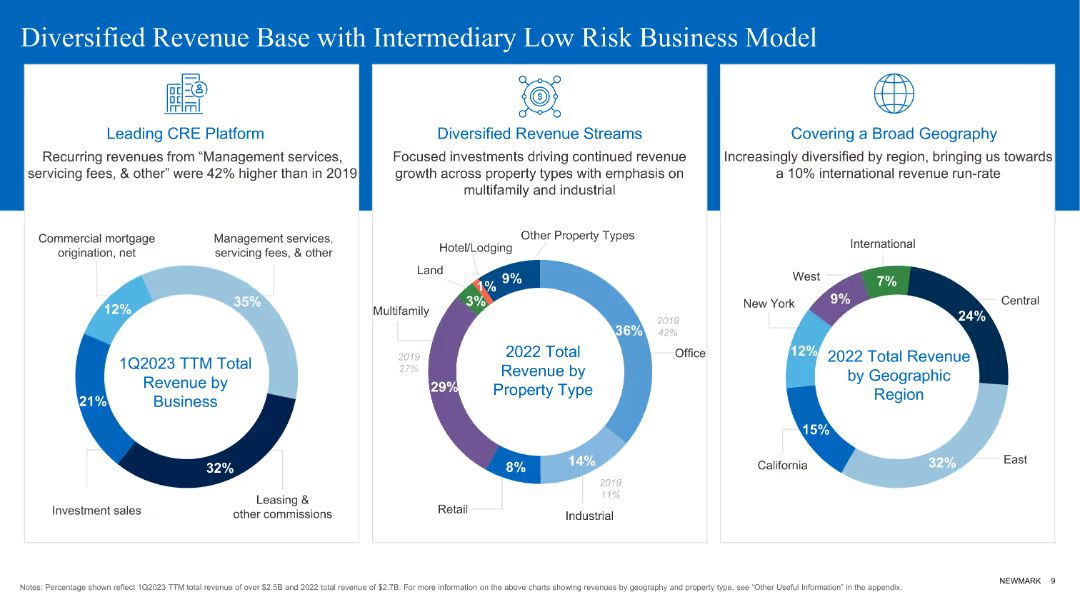 Diversified Revenue Base with Intermediary Low Risk Business Model
Leading CRE Platform
Recurring revenues from “Management services,
servicing fees, & other” were 42% higher than in 2019
Commercial mortgage
origination, net
Management services,
servicing fees, & other
12%
35%
21%
32%
1Q2023 TTM Total
Revenue by
Business
Investment sales
Leasing &
other commissions
Diversified Revenue Streams
Focused investments driving continued revenue
growth across property types with emphasis on
multifamily and industrial
Other Property Types
Hotel/Lodging
Land
Multifamily
9%
1%
3%
36%
2019
42%
Office
2019
27%
29%
2022 Total
Revenue by
Property Type
8%
14%
2019
11%
Retail
Industrial
Covering a Broad Geography
Increasingly diversified by region, bringing us towards
a 10% international revenue run-rate
International
West
New York
Central
7%
9%
24%
12%
2022 Total Revenue
by Geographic
Region
15%
32%
California
East
Notes: Percentage shown reflect 1Q2023 TTM total revenue of over $2.5B and 2022 total revenue of $2.7B. For more information on the above charts showing revenues by geography and property type, see “Other Useful Information” in the appendix.
NEWMARK 9